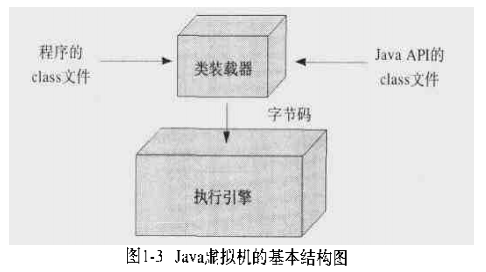 程序的
class文件
类装载器
Java API的
class文件
字节码
执行引擎
图1-3 Java虚拟机的基本结构图